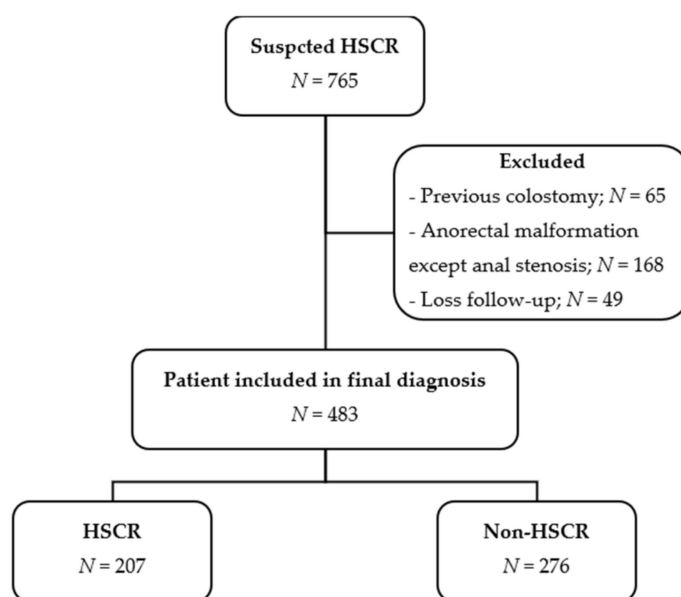 Suspcted HSCR
N = 765
Excluded
- Previous colostomy; N = 65
- Anorectal malformation
except anal stenosis; N = 168
- Loss follow-up; N = 49
Patient included in final diagnosis
N = 483
HSCR
N = 207
Non-HSCR
N = 276